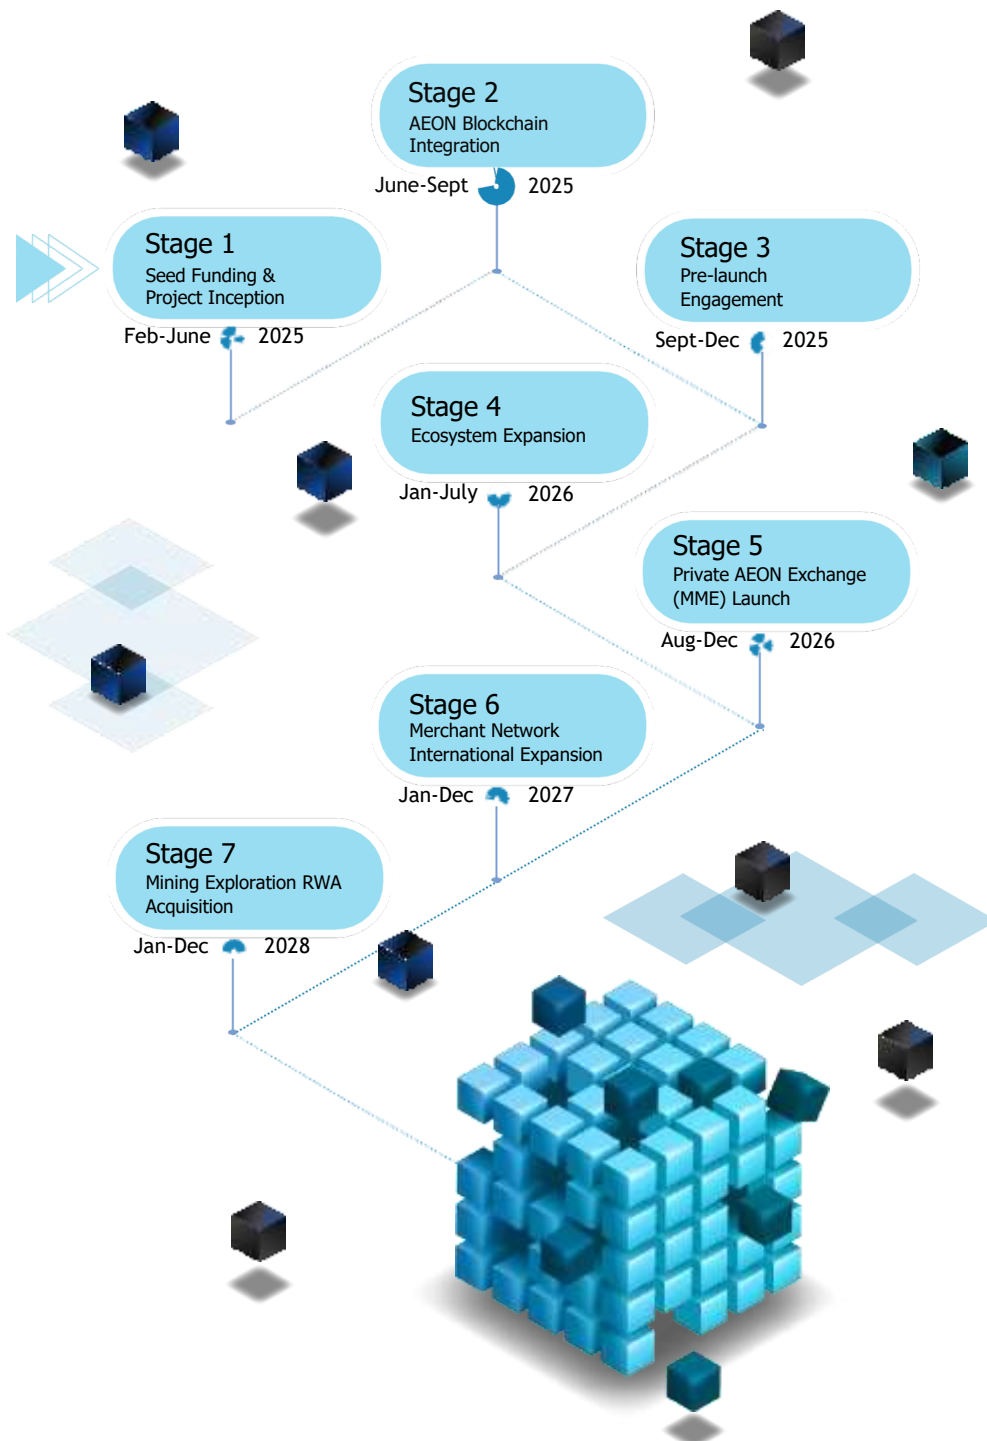 Stage 1
Seed Funding &
Project Inception
Feb-June 2025
Stage 2
AEON Blockchain
Integration
June-Sept 2025
Stage 3
Pre-launch
Engagement
Sept-Dec 2025
Stage 4
Ecosystem Expansion
Jan-July 2026
Stage 5
Private AEON Exchange
(MME) Launch
Aug-Dec 2026
Stage 6
Merchant Network
International Expansion
Jan-Dec 2027
Stage 7
Mining Exploration RWA
Acquisition
Jan-Dec 2028